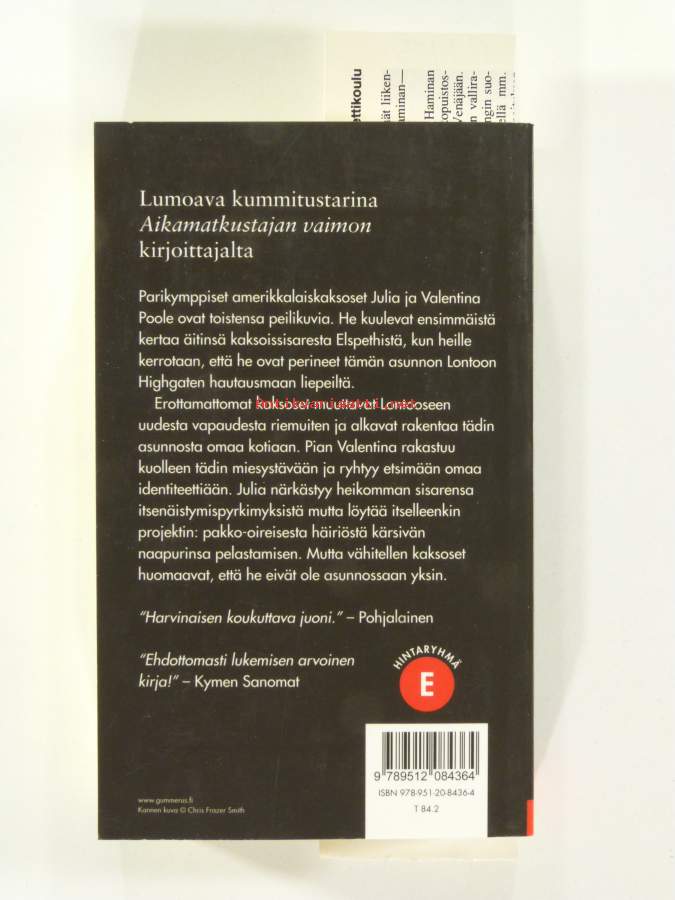 ettikoulu
Haminan
Venäjään.
Lumoava kummitustarina
Aikamatkustajan vaimon
kirjoittajalta
Parikymppiset amerikkalaiskaksoset Julia ja Valentina
Poole ovat toistensa peilikuvia. He kuulevat ensimmäistä
kertaa äitinsä kaksoissisaresta Elspethistä, kun heille
kerrotaan, että he ovat perineet tämän asunnon Lontoon
Highgaten hautausmaan liepeiltä.
Erottamattomat kaksoset muuttavat Lontooseen
uudesta vapaudesta riemuiten ja alkavat rakentaa tädin
asunnosta omaa kotiaan. Pian Valentina rakastuu
kuolleen tädin miesystävään ja ryhtyy etsimään omaa
identiteettiään. Julia närkästyy heikomman sisarensa
itsenäistymispyrkimyksistä mutta löytää itselleenkin
projektin: pakko-oireisesta häiriöstä kärsivän
naapurinsa pelastamisen. Mutta vähitellen kaksoset
huomaavat, että he eivät ole asunnossaan yksin.
”Harvinaisen koukuttava juoni.” – Pohjalainen
”Ehdottomasti lukemisen arvoinen
kirja!” – Kymen Sanomat
HINTARYHMÄ
E
9 789512 084364
ISBN 978-951-20-8436-4
T 84.2
www.gummerus.fi
Kannen kuva © Chris Frazer Smith